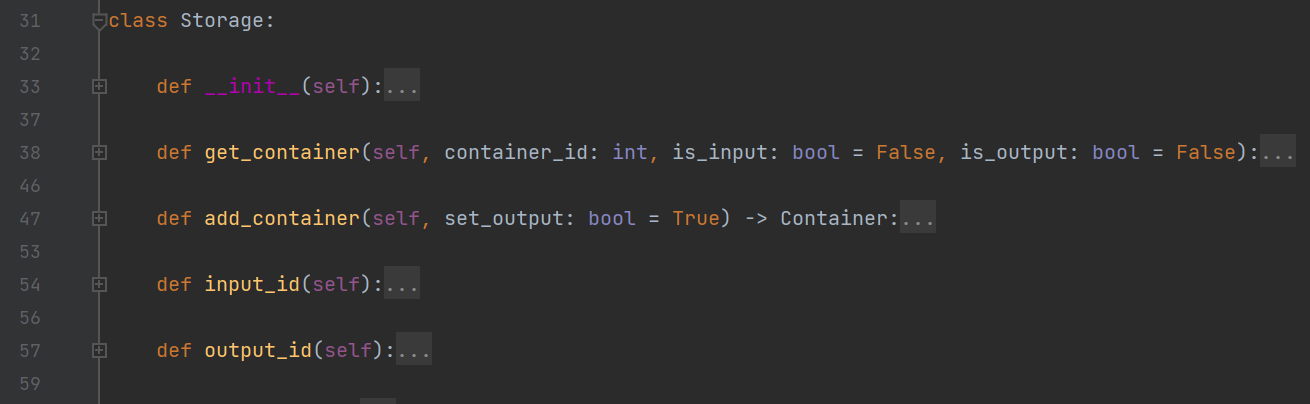 31 class Storage:
32
33 def __init__(self):...
37
38 def get_container(self, container_id: int, is_input: bool = False, is_output: bool = False):...
46
47 def add_container(self, set_output: bool = True) -> Container:...
53
54 def input_id(self):...
56
57 def output_id(self):...
59